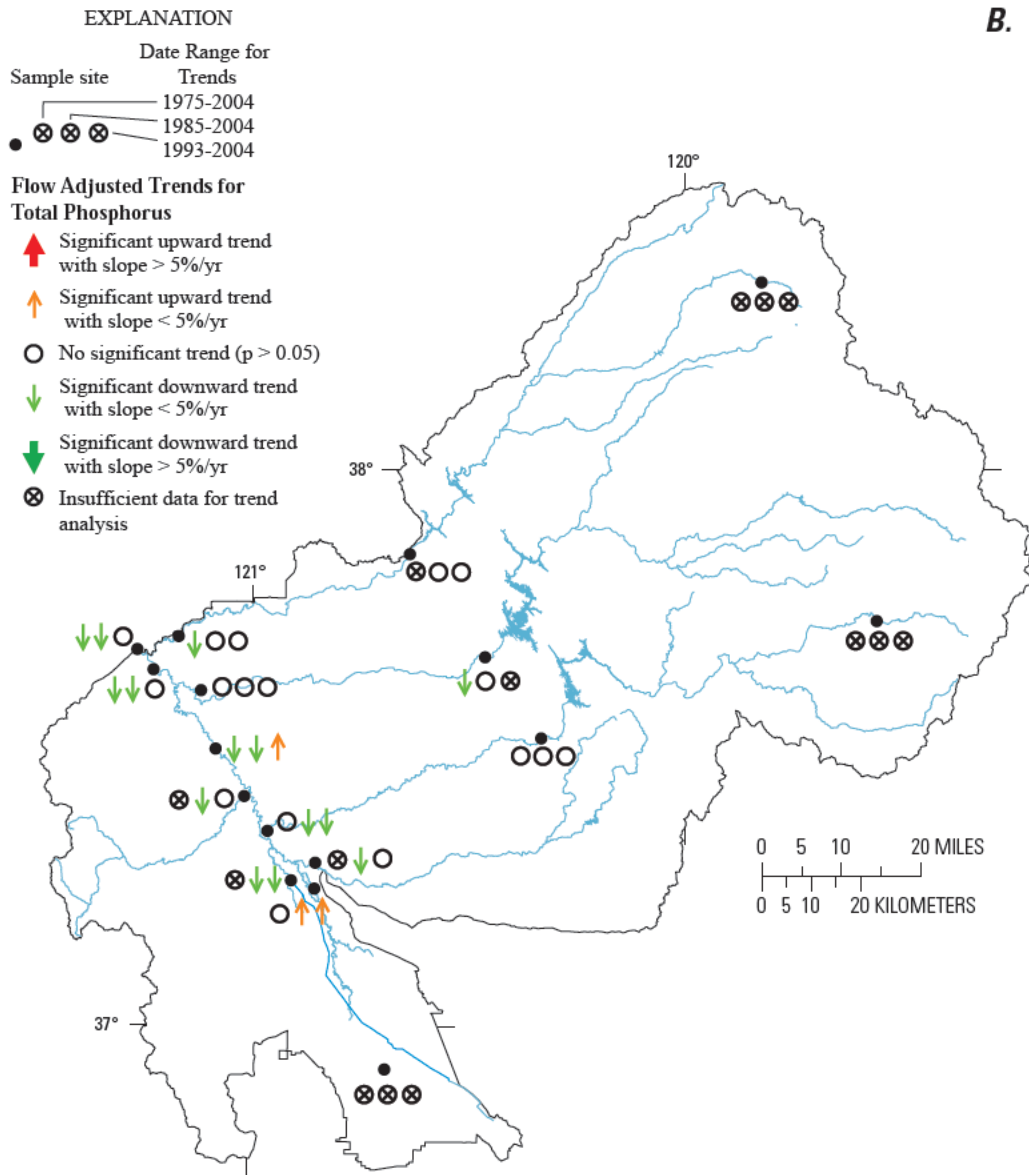 EXPLANATION
B.
Date Range for
Sample site Trends
1975-2004
1985-2004
1993-2004
Flow Adjusted Trends for
Total Phosphorus
Significant upward trend
with slope > 5%/yr
Significant upward trend
with slope < 5%/yr
No significant trend (p > 0.05)
Significant downward trend
with slope < 5%/yr
Significant downward trend
with slope > 5%/yr
Insufficient data for trend
analysis
120°
38°
121°
37°
0 5 10 20 MILES
0 5 10 20 KILOMETERS